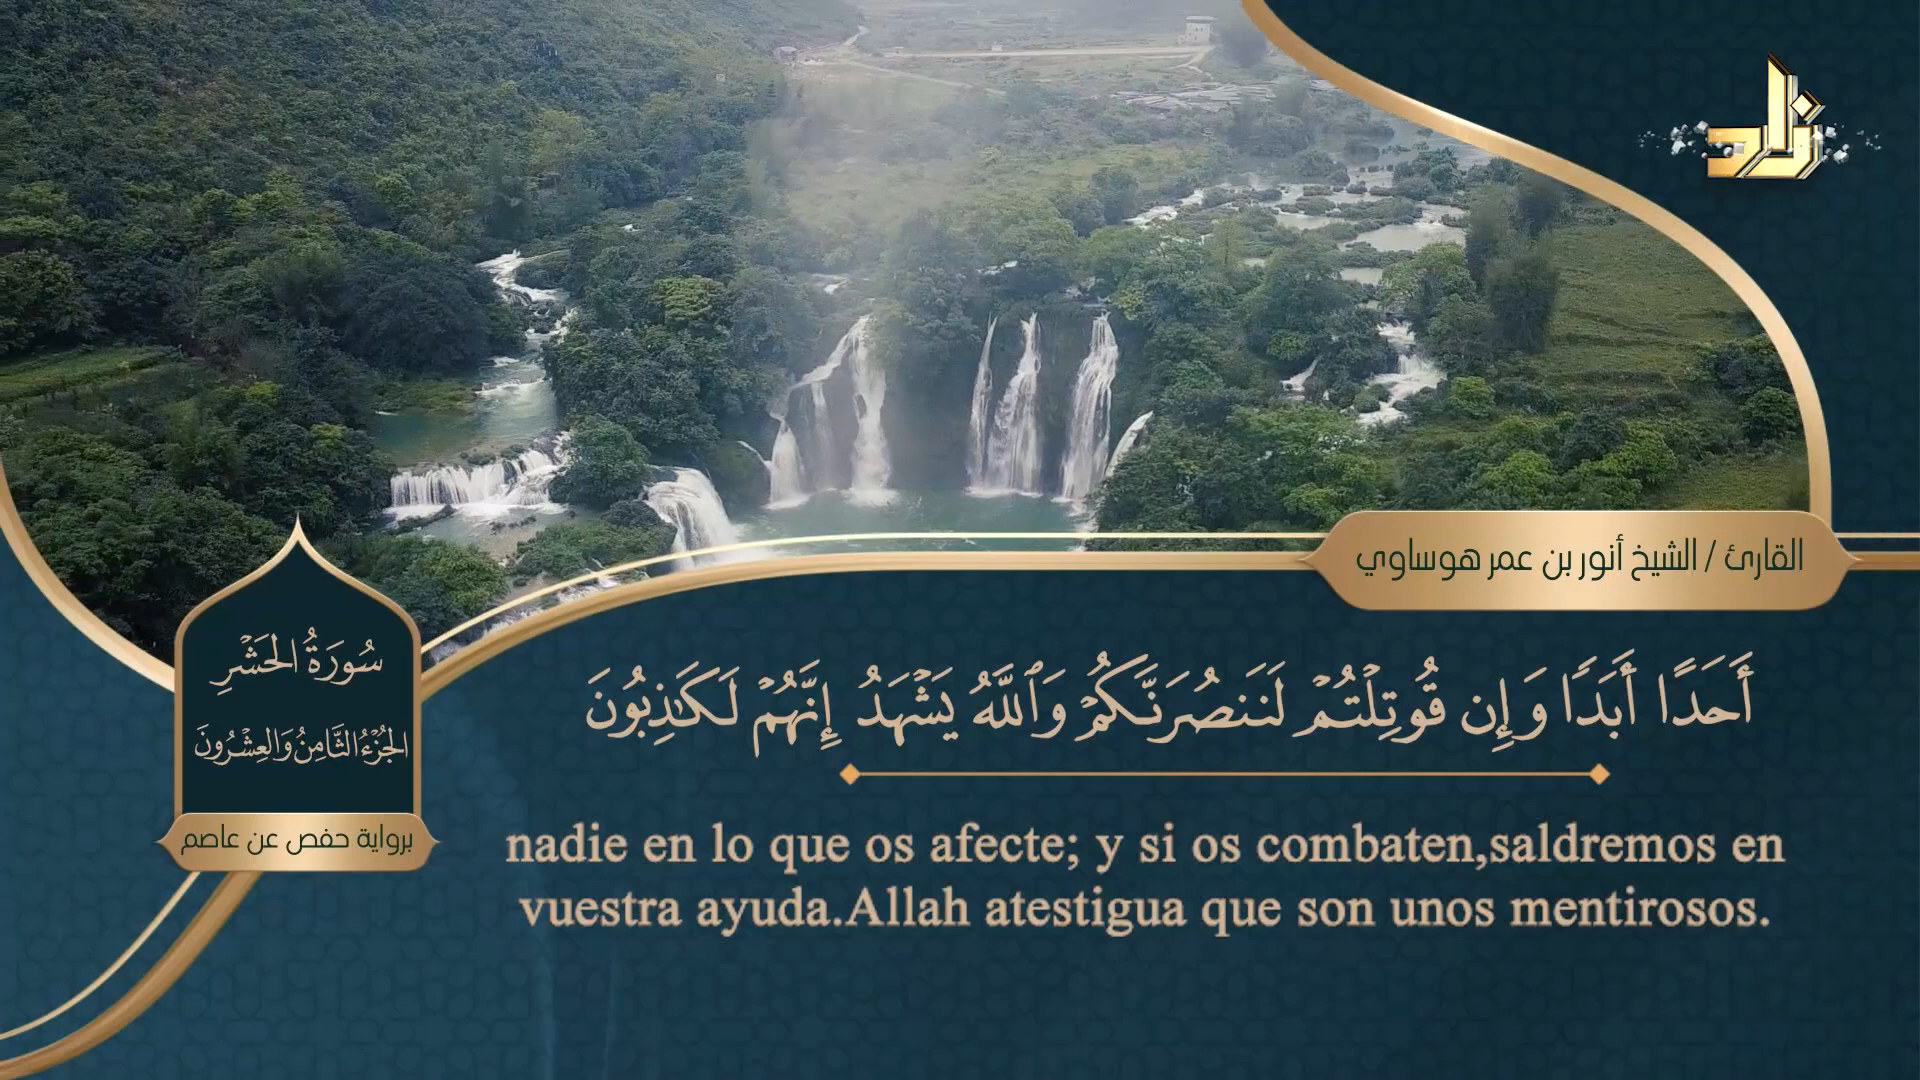 زاد
القارئ / الشيخ أنور بن عمر هوساوي
سُورَةُ الحَشْرِ
الجُزْءُ الثَّامِنُ وَالعِشْرُونَ
برواية حفص عن عاصم
أَحَدًا أَبَدًا وَإِن قُوتِلْتُمْ لَنَنصُرَنَّكُمْ وَٱللَّهُ يَشْهَدُ إِنَّهُمْ لَكَـٰذِبُونَ
nadie en lo que os afecte; y si os combaten,saldremos en
vuestra ayuda.Allah atestigua que son unos mentirosos.